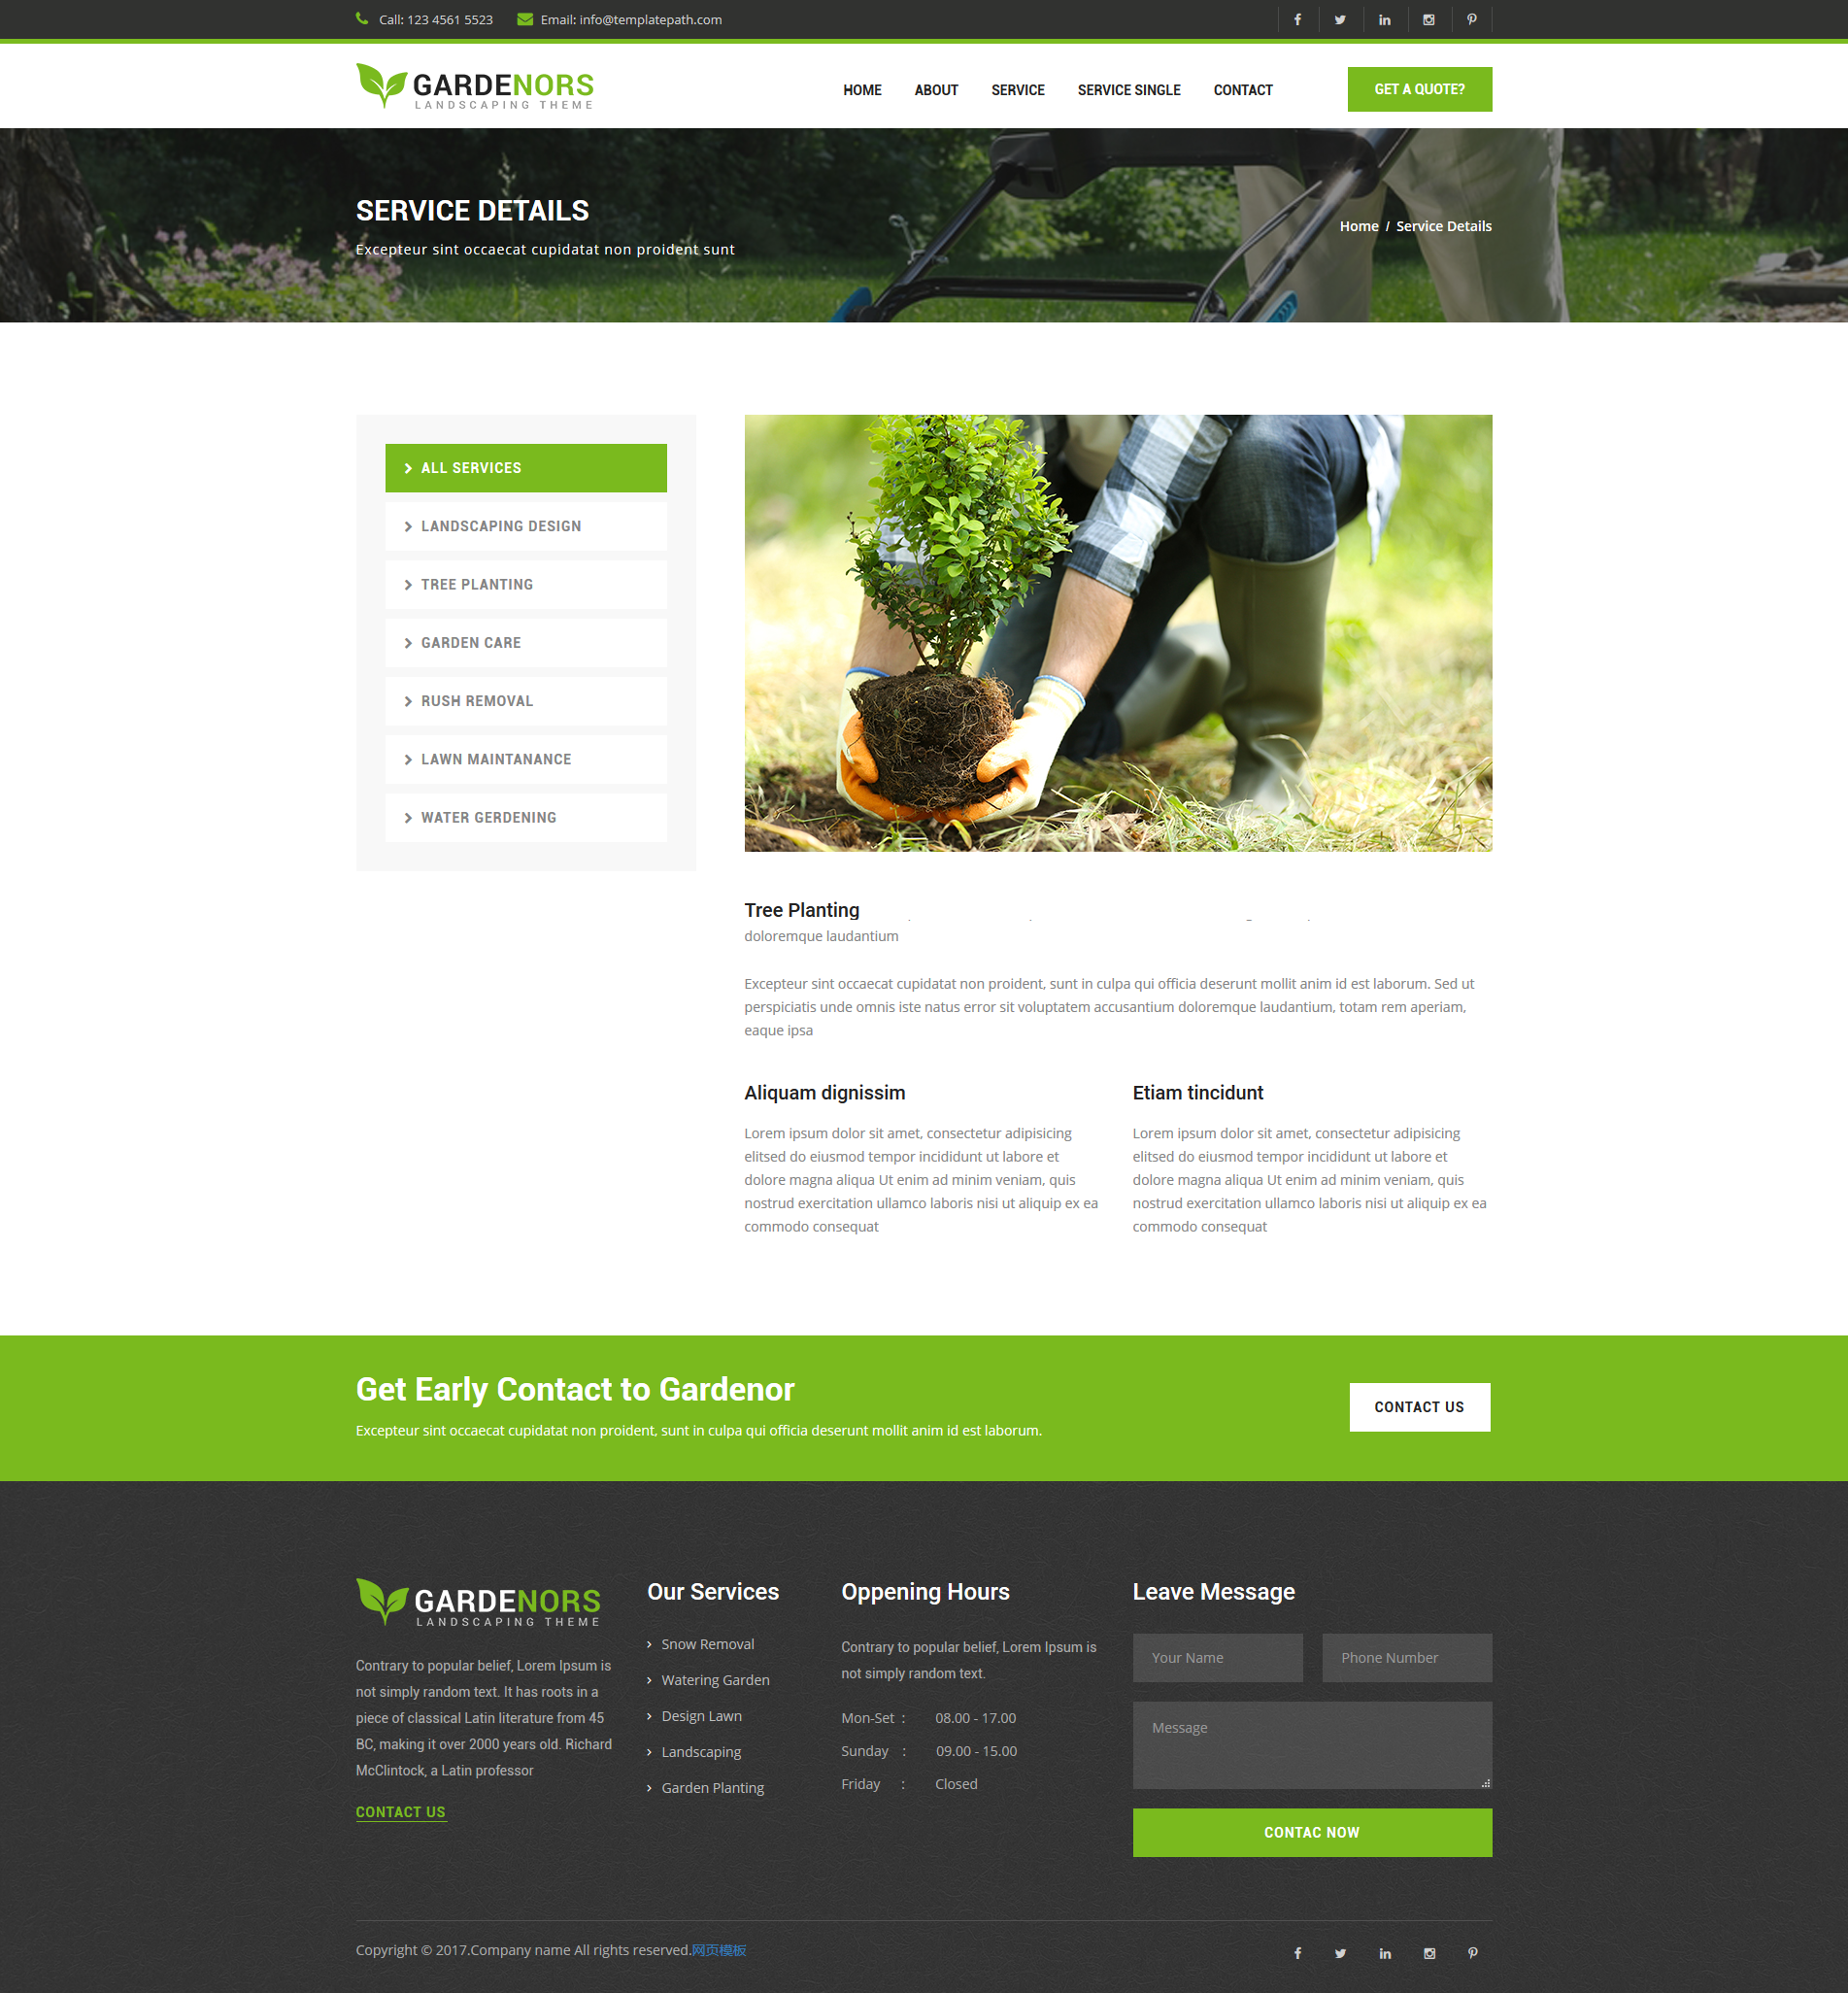 Call: 123 4561 5523
Email: info@templatepath.com
GARDENORS
LANDSCAPING THEME
HOME
ABOUT
SERVICE
SERVICE SINGLE
CONTACT
GET A QUOTE?
SERVICE DETAILS
Excepteur sint occaecat cupidatat non proident sunt
Home / Service Details
ALL SERVICES
LANDSCAPING DESIGN
TREE PLANTING
GARDEN CARE
RUSH REMOVAL
LAWN MAINTANANCE
WATER GERDENING
Tree Planting
doloremque laudantium
Excepteur sint occaecat cupidatat non proident, sunt in culpa qui officia deserunt mollit anim id est laborum. Sed ut
perspiciatis unde omnis iste natus error sit voluptatem accusantium doloremque laudantium, totam rem aperiam,
eaque ipsa
Aliquam dignissim
Lorem ipsum dolor sit amet, consectetur adipisicing
elitsed do eiusmod tempor incididunt ut labore et
dolore magna aliqua Ut enim ad minim veniam, quis
nostrud exercitation ullamco laboris nisi ut aliquip ex ea
commodo consequat
Etiam tincidunt
Lorem ipsum dolor sit amet, consectetur adipisicing
elitsed do eiusmod tempor incididunt ut labore et
dolore magna aliqua Ut enim ad minim veniam, quis
nostrud exercitation ullamco laboris nisi ut aliquip ex ea
commodo consequat
Get Early Contact to Gardenor
Excepteur sint occaecat cupidatat non proident, sunt in culpa qui officia deserunt mollit anim id est laborum.
CONTACT US
GARDENORS
LANDSCAPING THEME
Contrary to popular belief, Lorem Ipsum is
not simply random text. It has roots in a
piece of classical Latin literature from 45
BC, making it over 2000 years old. Richard
McClintock, a Latin professor
CONTACT US
Our Services
Snow Removal
Watering Garden
Design Lawn
Landscaping
Garden Planting
Oppening Hours
Contrary to popular belief, Lorem Ipsum is
not simply random text.
Mon-Set : 08.00 - 17.00
Sunday : 09.00 - 15.00
Friday : Closed
Leave Message
Your Name
Phone Number
Message
CONTAC NOW
Copyright © 2017.Company name All rights reserved.网页模板